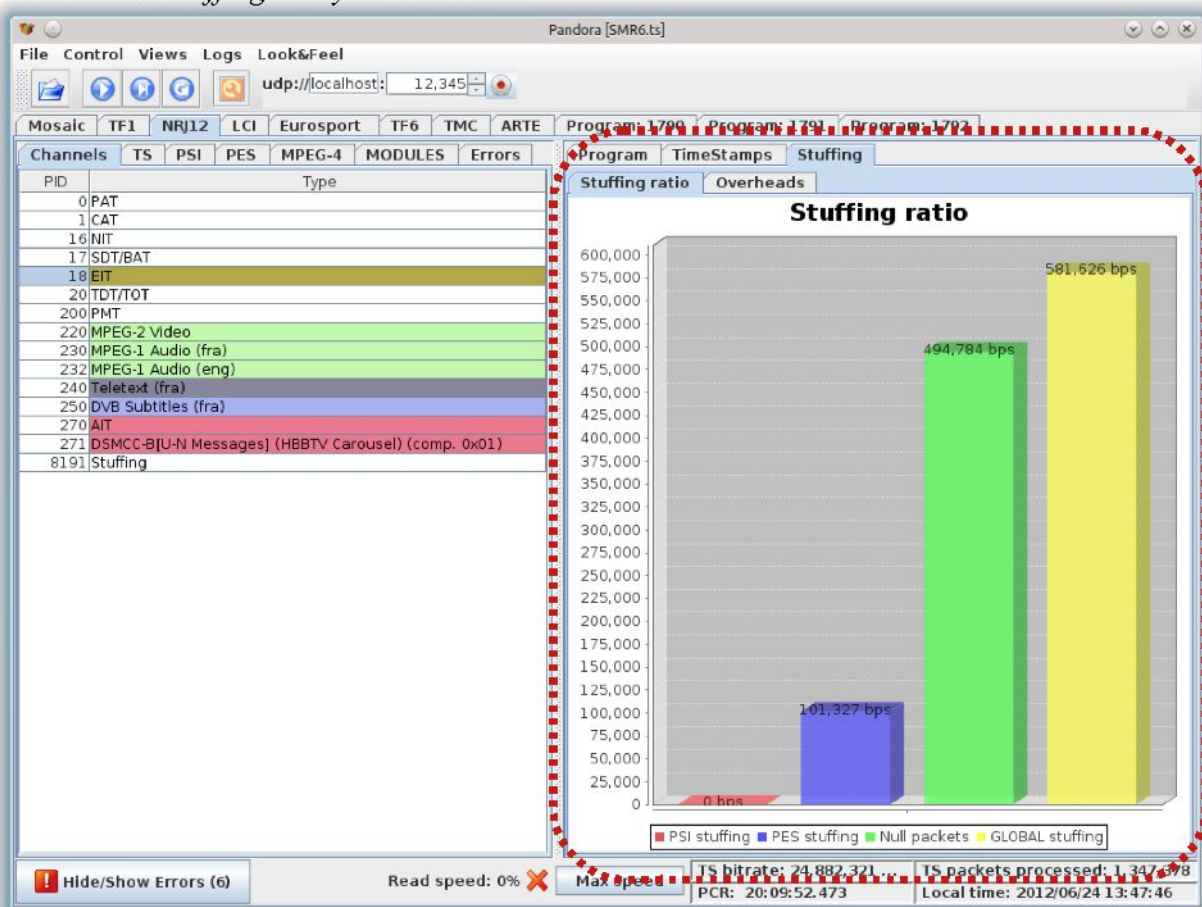 Pandora [SMR6.ts]
File Control Views Logs Look&Feel
udp://localhost: 12,345
Mosaic TF1 NRJ12 LCI Eurosport TF6 TMC ARTE Program: 1790 Program: 1791 Program: 1792
Channels TS PSI PES MPEG-4 MODULES Errors
PID Type
0 PAT
1 CAT
16 NIT
17 SDT/BAT
18 EIT
20 TDT/TOT
200 PMT
220 MPEG-2 Video
230 MPEG-1 Audio (fra)
232 MPEG-1 Audio (eng)
240 Teletext (fra)
250 DVB Subtitles (fra)
270 AIT
271 DSMCC-B[U-N Messages] (HBBTV Carousel) (comp. 0x01)
8191 Stuffing
Program TimeStamps Stuffing
Stuffing ratio Overheads
Stuffing ratio
600,000
575,000
550,000
525,000
500,000
475,000
450,000
425,000
400,000
375,000
350,000
325,000
300,000
275,000
250,000
225,000
200,000
175,000
150,000
125,000
100,000
75,000
50,000
25,000
0
0 bps
101,327 bps
494,784 bps
581,626 bps
PSI stuffing PES stuffing Null packets GLOBAL stuffing
Hide/Show Errors (6) Read speed: 0% Max speed
TS bitrate: 24,882,321 ... TS packets processed: 1,347,378
PCR: 20:09:52.473 Local time: 2012/06/24 13:47:46